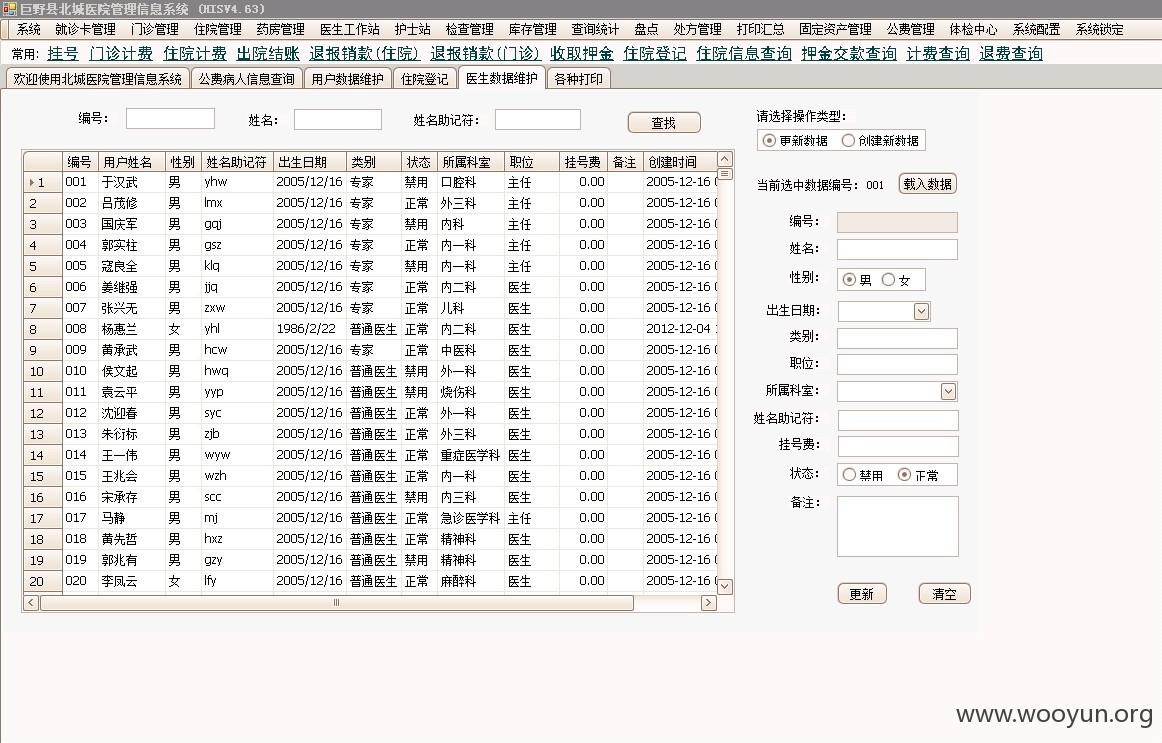 巨野县北城医院管理信息系统 (HISV4.63)
系统 就诊卡管理 门诊管理 住院管理 药房管理 医生工作站 护士站 检查管理 库存管理 查询统计 盘点 处方管理 打印汇总 固定资产管理 公费管理 体检中心 系统配置 系统锁定
常用: 挂号 门诊计费 住院计费 出院结账 退报销款(住院) 退报销款(门诊) 收取押金 住院登记 住院信息查询 押金交款查询 计费查询 退费查询
欢迎使用北城医院管理信息系统 公费病人信息查询 用户数据维护 住院登记 医生数据维护 各种打印
编号: 姓名: 姓名助记符: 查找
编号 用户姓名 性别 姓名助记符 出生日期 类别 状态 所属科室 职位 挂号费 备注 创建时间
1 001 于汉武 男 yhw 2005/12/16 专家 禁用 口腔科 主任 0.00 2005-12-16
2 002 吕茂修 男 lmx 2005/12/16 专家 正常 外三科 主任 0.00 2005-12-16
3 003 国庆军 男 gqj 2005/12/16 专家 禁用 内科 主任 0.00 2005-12-16
4 004 郭实柱 男 gsz 2005/12/16 专家 正常 内一科 主任 0.00 2005-12-16
5 005 寇良全 男 klq 2005/12/16 专家 禁用 内一科 主任 0.00 2005-12-16
6 006 姜维强 男 jjq 2005/12/16 专家 正常 内二科 医生 0.00 2005-12-16
7 007 张兴无 男 zxw 2005/12/16 专家 正常 儿科 医生 0.00 2005-12-16
8 008 杨惠兰 女 yhl 1986/2/22 普通医生 正常 内二科 医生 0.00 2012-12-04
9 009 黄承武 男 hcw 2005/12/16 专家 正常 中医科 医生 0.00 2005-12-16
10 010 侯文起 男 hwq 2005/12/16 普通医生 禁用 外一科 医生 0.00 2005-12-16
11 011 袁云平 男 yyp 2005/12/16 普通医生 禁用 烧伤科 医生 0.00 2005-12-16
12 012 沈迎春 男 syc 2005/12/16 普通医生 正常 外一科 医生 0.00 2005-12-16
13 013 朱衍标 男 zjb 2005/12/16 普通医生 正常 外三科 医生 0.00 2005-12-16
14 014 王一伟 男 wyw 2005/12/16 普通医生 正常 重症医学科 医生 0.00 2005-12-16
15 015 王兆会 男 wzh 2005/12/16 普通医生 正常 内一科 医生 0.00 2005-12-16
16 016 宋承存 男 scc 2005/12/16 普通医生 禁用 内三科 医生 0.00 2005-12-16
17 017 马静 男 mj 2005/12/16 普通医生 正常 急诊医学科 主任 0.00 2005-12-16
18 018 黄先哲 男 hxz 2005/12/16 普通医生 正常 精神科 医生 0.00 2005-12-16
19 019 郭兆有 男 gzy 2005/12/16 普通医生 禁用 精神科 医生 0.00 2005-12-16
20 020 李凤云 女 lfy 2005/12/16 普通医生 正常 麻醉科 医生 0.00 2005-12-16
请选择操作类型:
更新数据 创建新数据
当前选中数据编号: 001 载入数据
编号:
姓名:
性别: 男 女
出生日期:
类别:
职位:
所属科室:
姓名助记符:
挂号费:
状态: 禁用 正常
备注:
更新 清空
www.wooyun.org